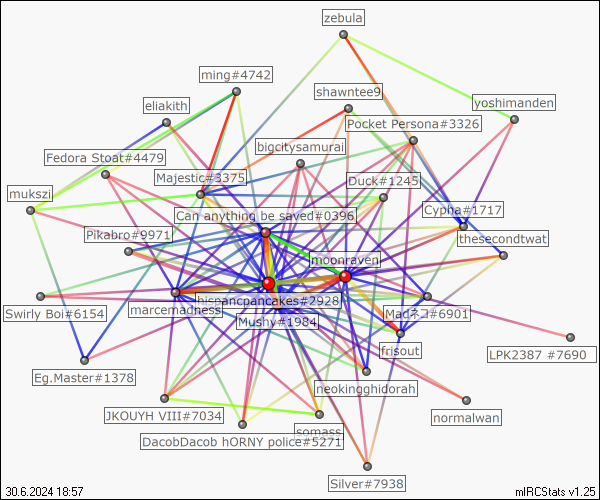 zebula
ming#4742
shawntee9
yoshimanden
eliakith
Pocket Persona#3326
bigcitysamurai
Fedora Stoat#4479
Majestic#3375
Duck#1245
mukszi
Can anything be saved#0396
Cypha#1717
Pikabro#9971
thesecondtwat
moonraven
hispancpancakes#2928
Swirly Boi#6154
marcemadness
Madネコ#6901
Mushy#1984
frisout
LPK2387 #7690
Eg.Master#1378
neokingghidorah
JKOUYH VIII#7034
normalwan
somass
DacobDacob hORNY police#5271
Silver#7938
30.6.2024 18:57
mIRCStats v1.25